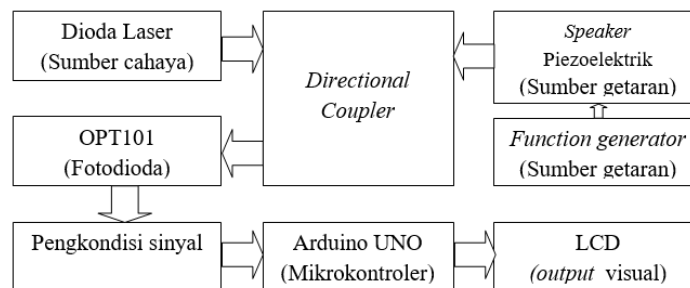 Dioda Laser
(Sumber cahaya)
Directional
Coupler
Speaker
Piezoelektrik
(Sumber getaran)
OPT101
(Fotodioda)
Function generator
(Sumber getaran)
Pengkondisi sinyal
Arduino UNO
(Mikrokontroler)
LCD
(output visual)